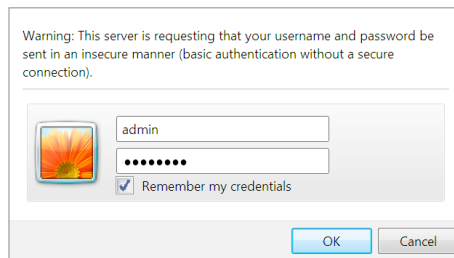 Warning: This server is requesting that your username and password be
sent in an insecure manner (basic authentication without a secure
connection).
admin
●●●●●●●●
Remember my credentials
OK Cancel